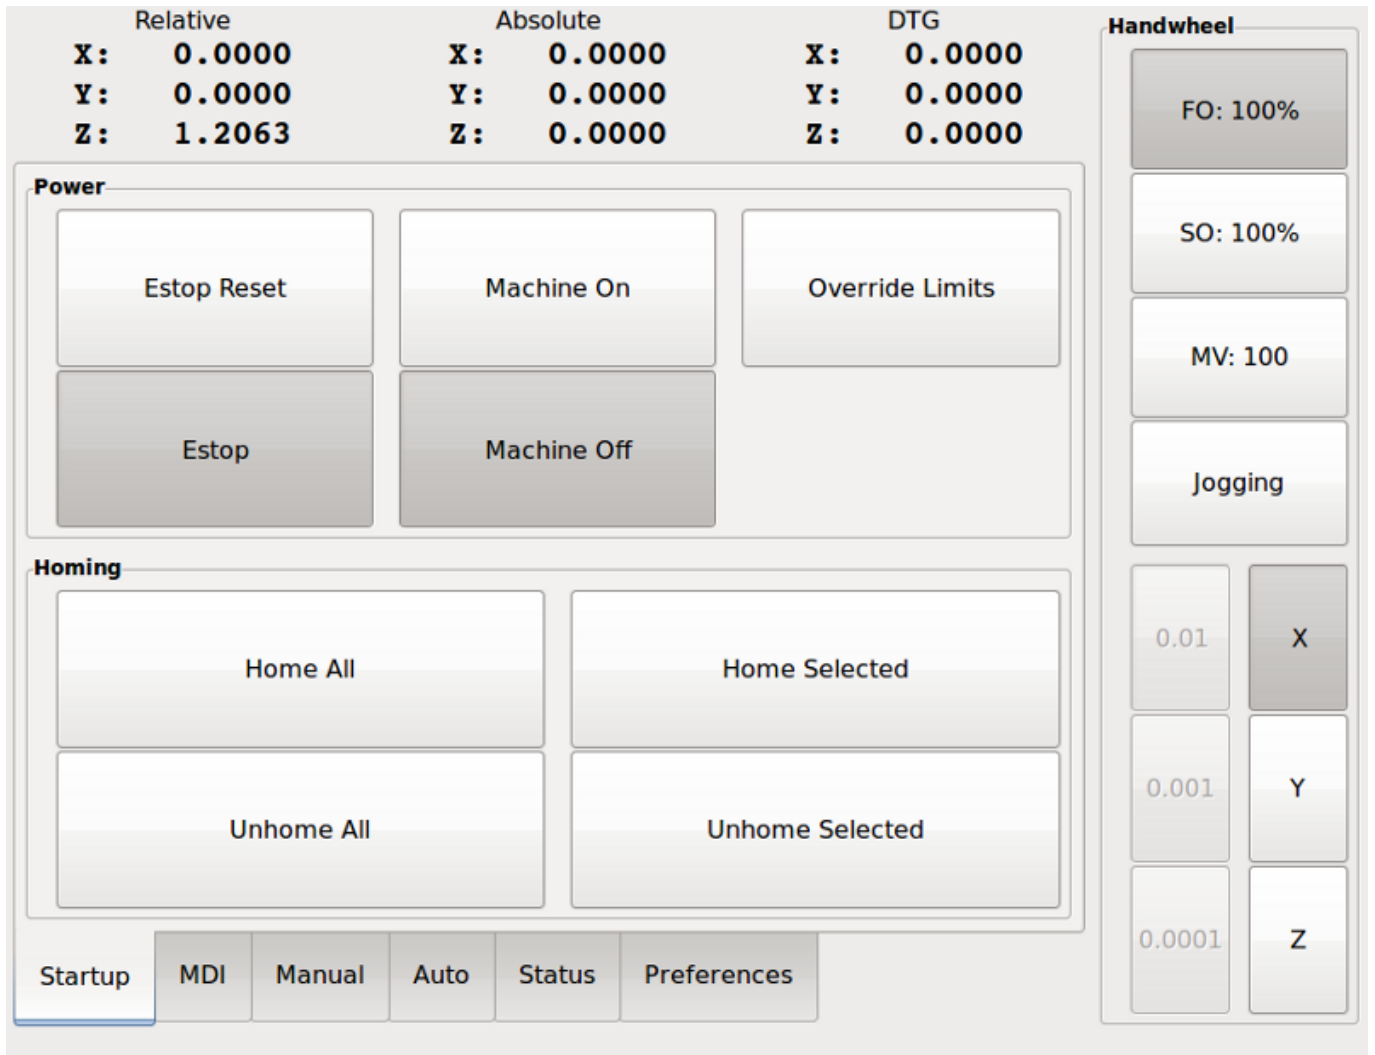 Relative Absolute DTG
X: 0.0000 X: 0.0000 X: 0.0000
Y: 0.0000 Y: 0.0000 Y: 0.0000
Z: 1.2063 Z: 0.0000 Z: 0.0000
Power
Estop Reset Machine On Override Limits
Estop Machine Off
Homing
Home All Home Selected
Unhome All Unhome Selected
Startup MDI Manual Auto Status Preferences
Handwheel
FO: 100%
SO: 100%
MV: 100
Jogging
0.01 X
0.001 Y
0.0001 Z